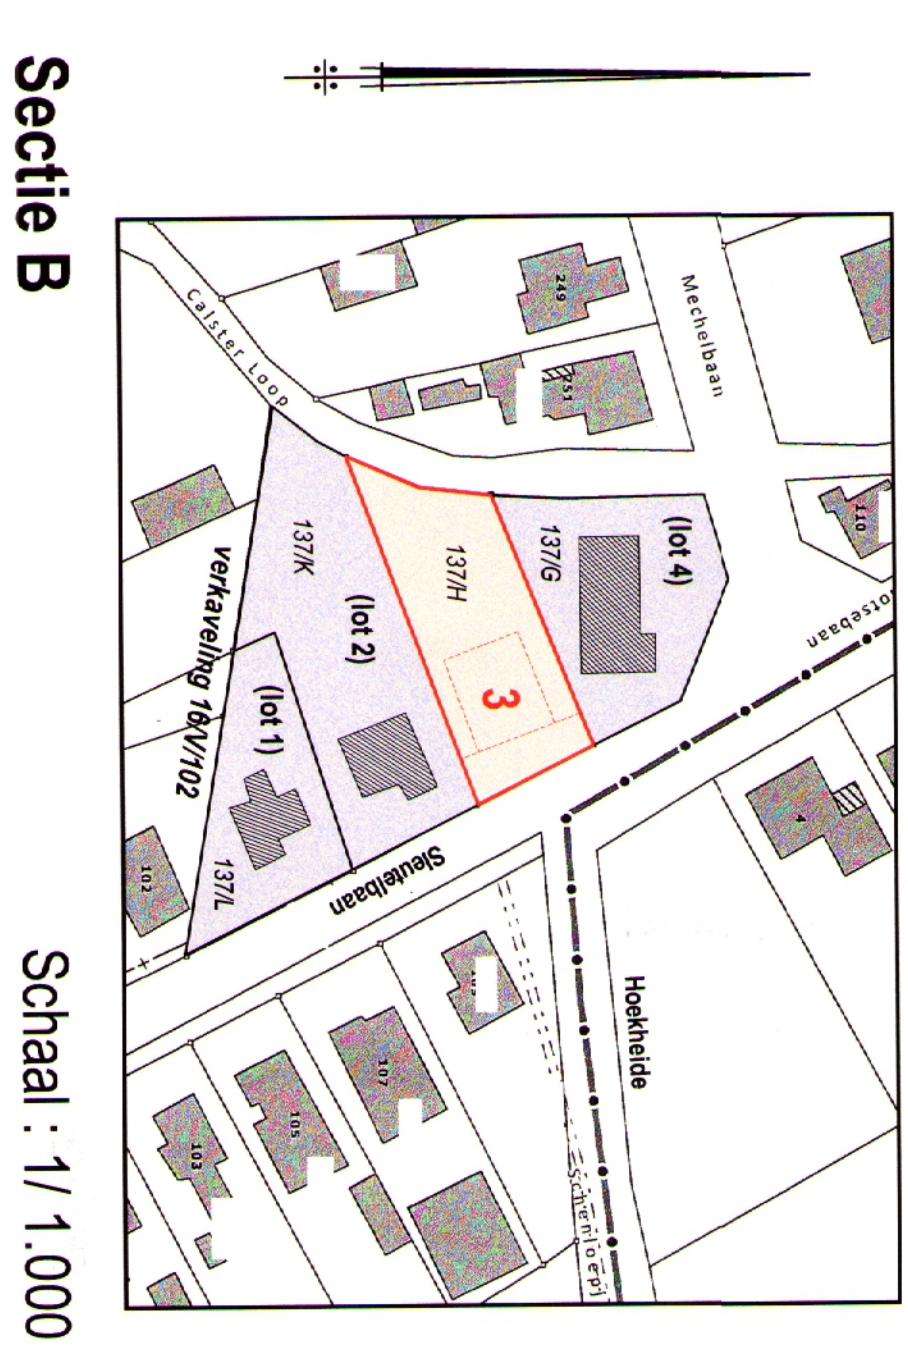 Sectie B
Schaal : 1/ 1.000
Mechelbaan
249
251
110
otsebaan
Calster Loop
(lot 4)
137/G
137/H
3
137/K
(lot 2)
verkaveling 16/V/102
(lot 1)
137/L
102
Sleutelbaan
4
Hoekheide
107
105
103